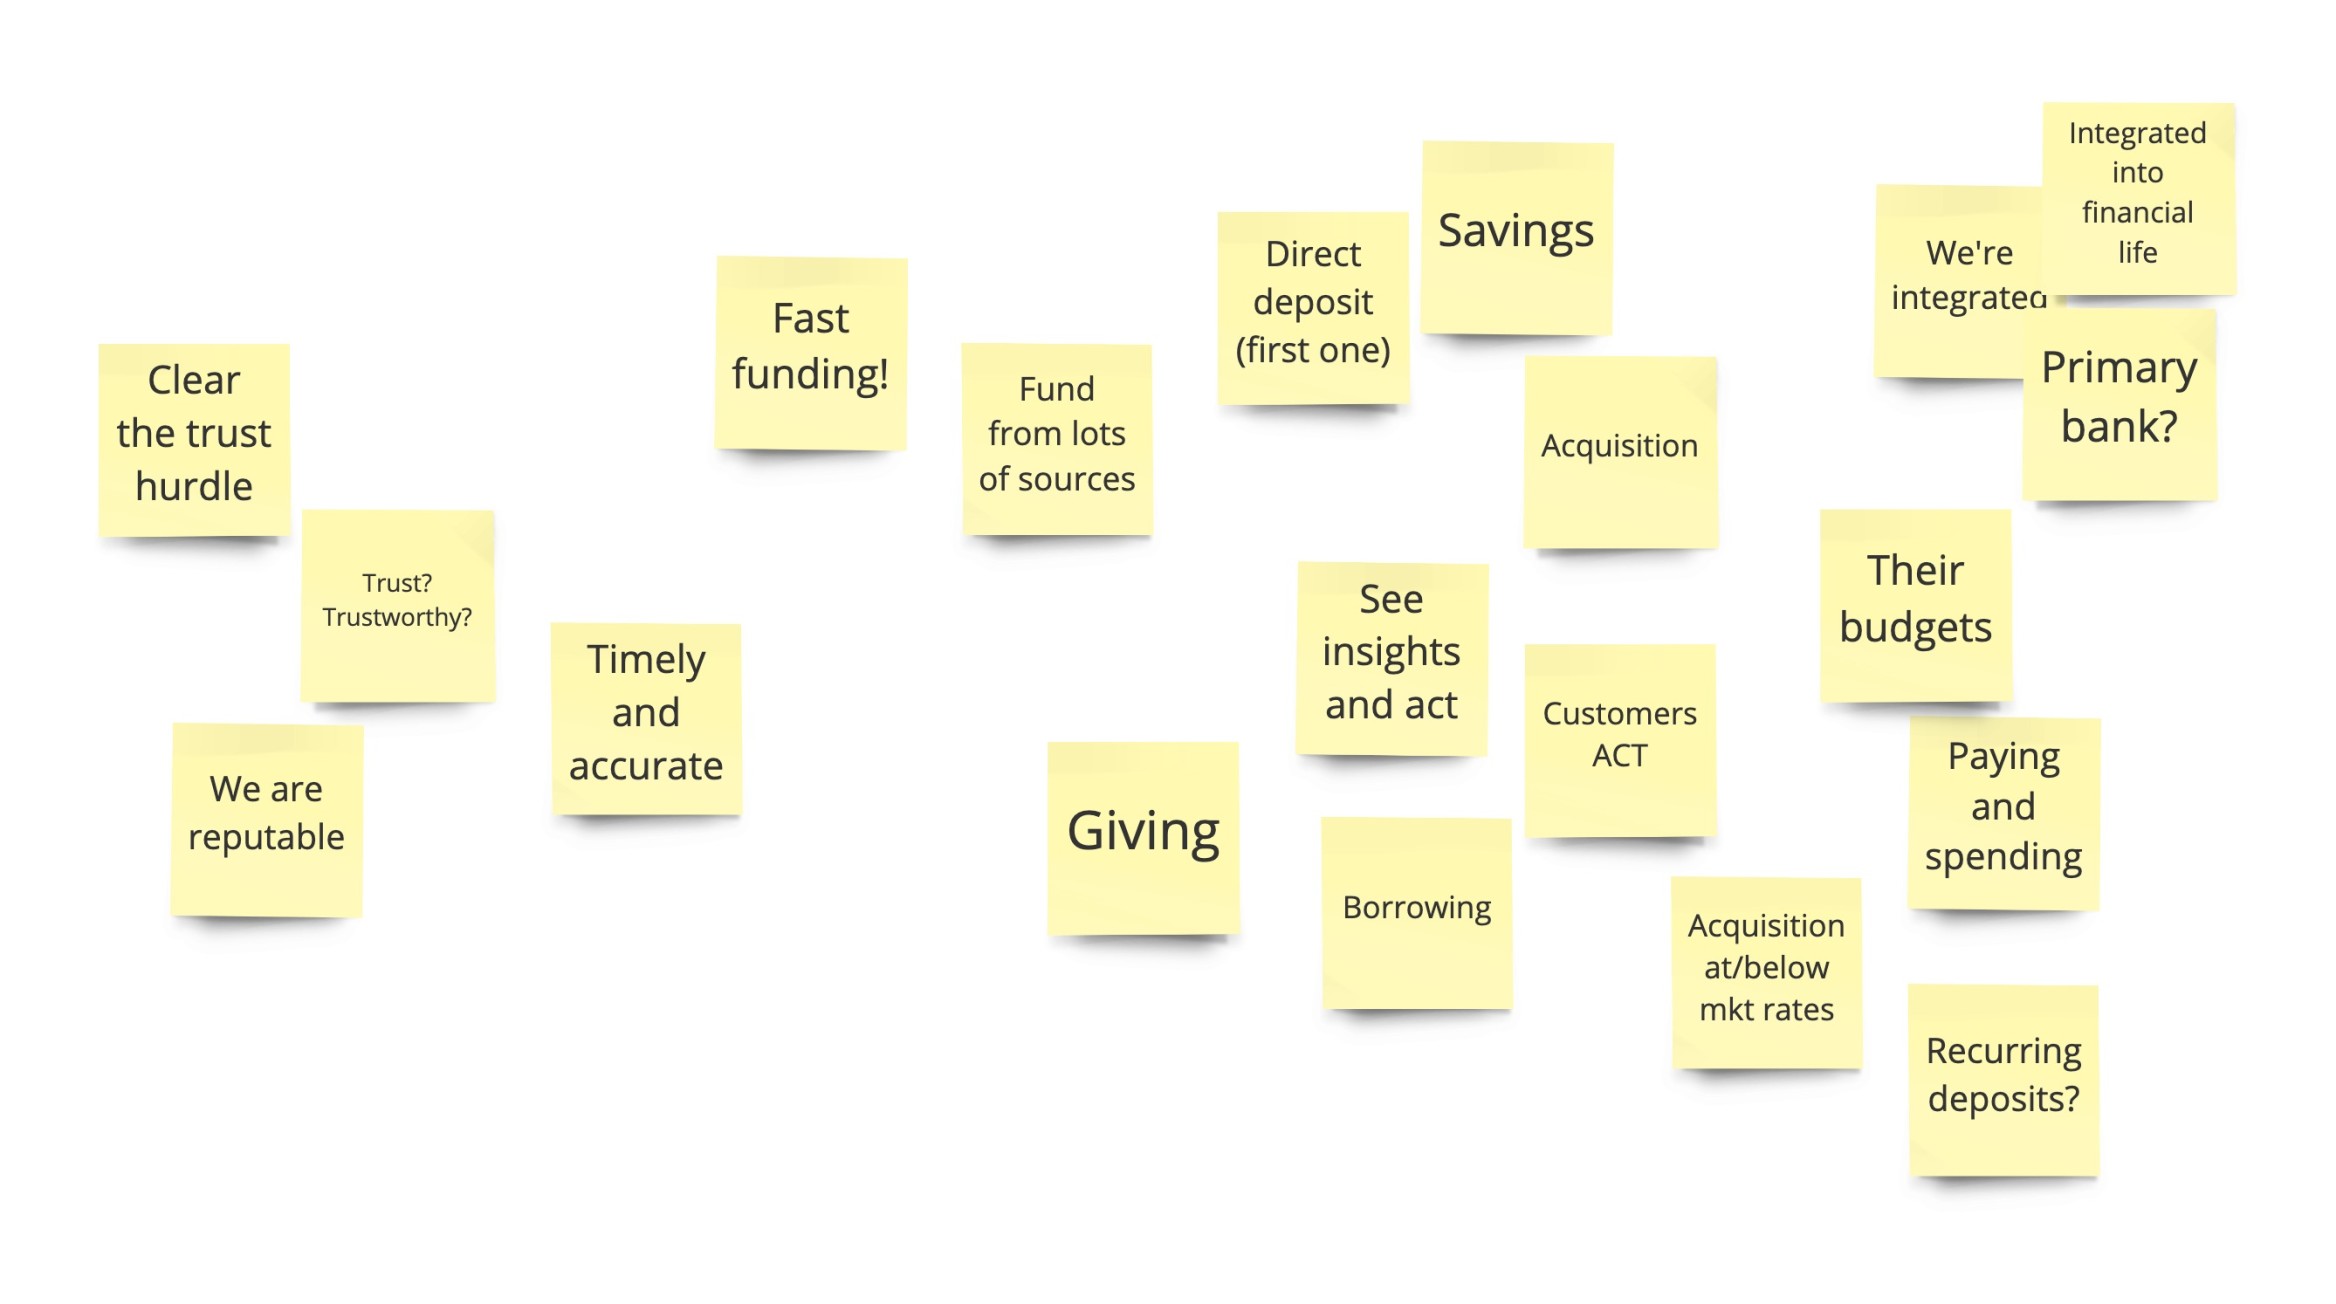 Clear
the trust
hurdle
Trust?
Trustworthy?
We are
reputable
Timely
and
accurate
Fast
funding!
Fund
from lots
of sources
Direct
deposit
(first one)
Savings
Acquisition
See
insights
and act
Customers
ACT
Giving
Borrowing
Acquisition
at/below
mkt rates
We're
integrated
Integrated
into
financial
life
Primary
bank?
Their
budgets
Paying
and
spending
Recurring
deposits?